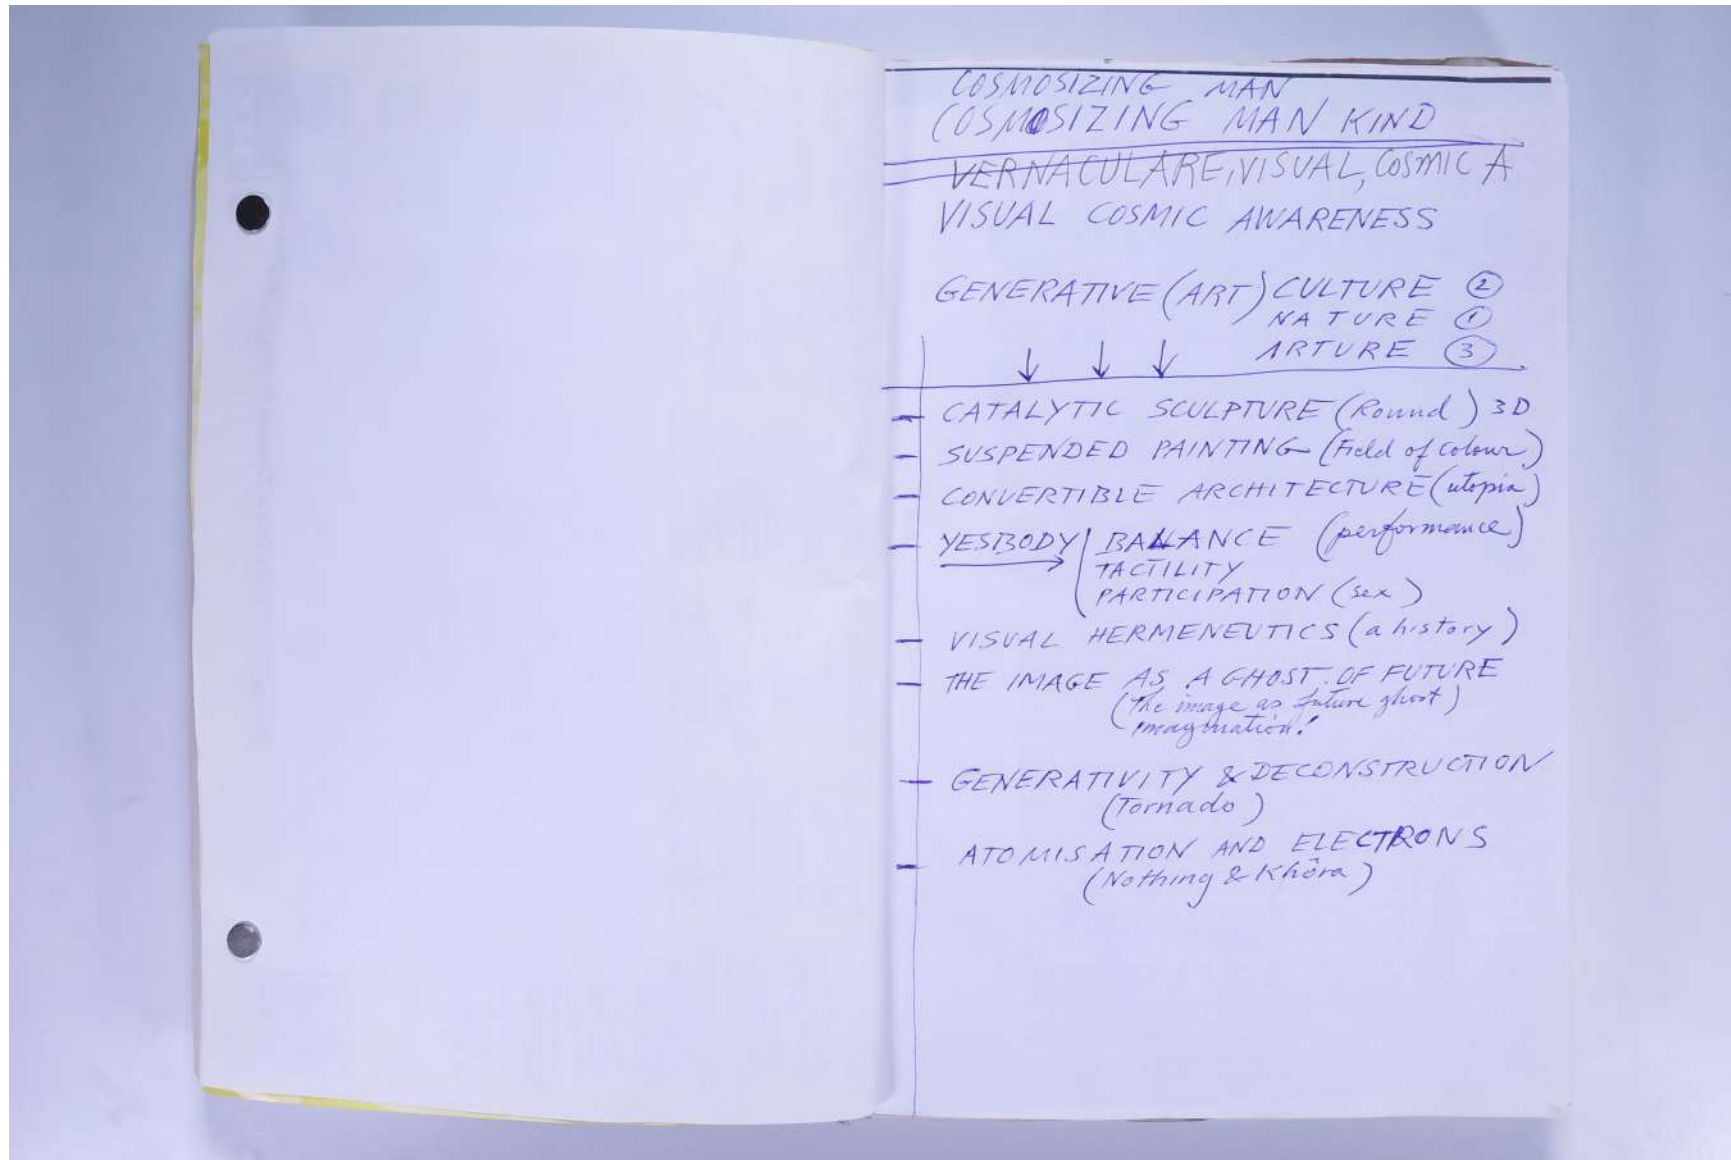 COSMOSIZING MAN
COSMOSIZING MAN KIND
VERNACULARE, VISUAL, COSMIC A
VISUAL COSMIC AWARENESS
GENERATIVE (ART) CULTURE ②
NATURE ①
ARTURE ③
↓ ↓ ↓
- CATALYTIC SCULPTURE (Round) 3D
- SUSPENDED PAINTING (Field of colour)
- CONVERTIBLE ARCHITECTURE (utopia)
- YESBODY BALANCE (performance)
TACTILITY
PARTICIPATION (sex)
- VISUAL HERMENEUTICS (a history)
- THE IMAGE AS A GHOST OF FUTURE
(the image as future ghost)
imagination!
- GENERATIVITY & DECONSTRUCTION
(Tornado)
- ATOMISATION AND ELECTRONS
(Nothing & Khôra)